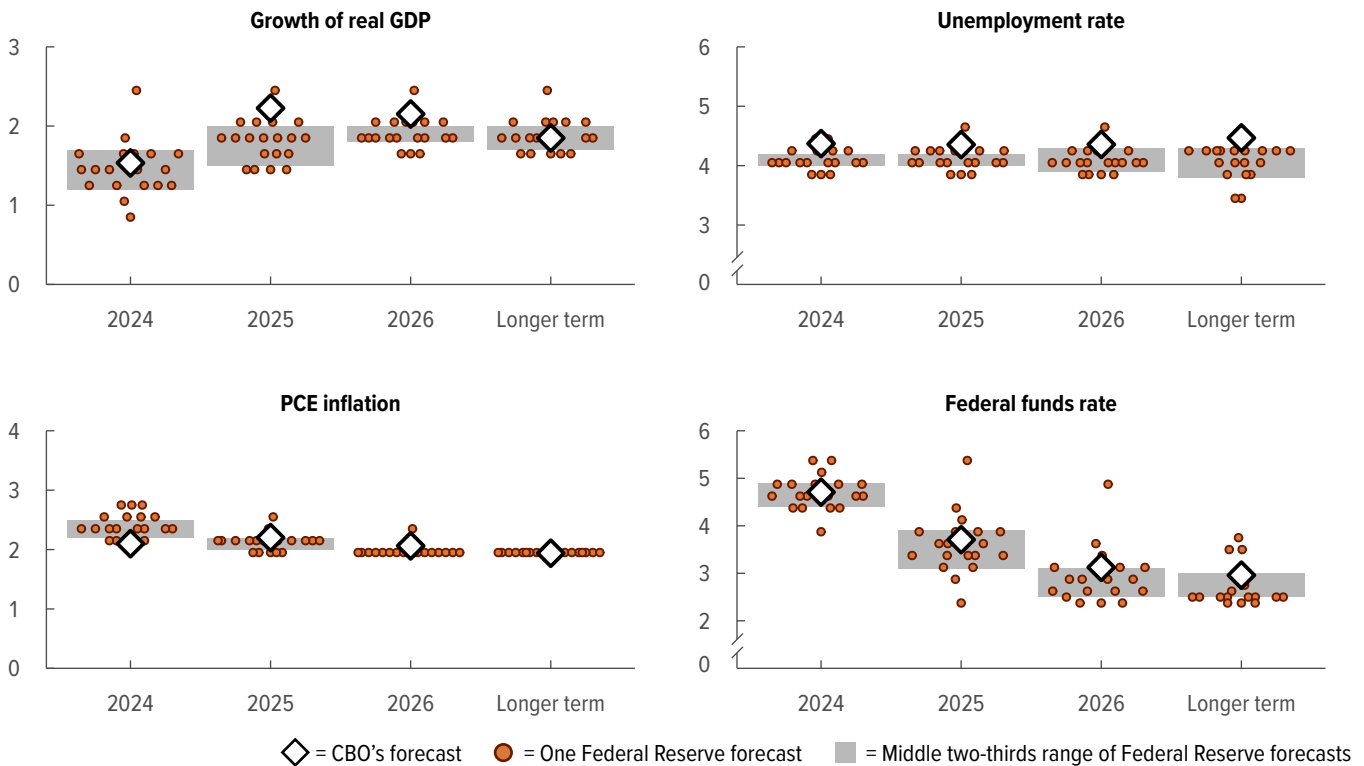 Growth of real GDP
3
2
1
0
2024 2025 2026 Longer term
Unemployment rate
6
5
4
3
0
2024 2025 2026 Longer term
PCE inflation
4
3
2
1
0
2024 2025 2026 Longer term
Federal funds rate
6
5
4
3
2
0
2024 2025 2026 Longer term
= CBO’s forecast = One Federal Reserve forecast = Middle two-thirds range of Federal Reserve forecasts